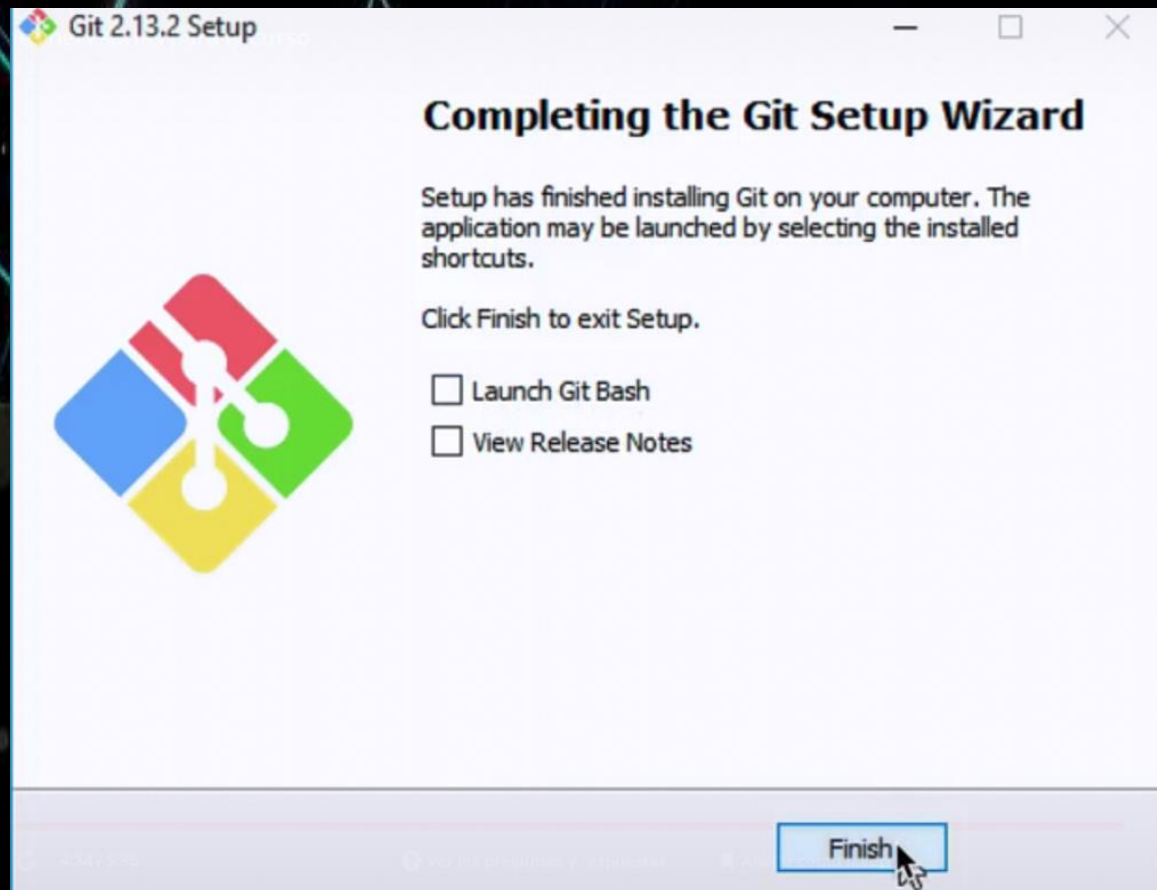 Git 2.13.2 Setup
Completing the Git Setup Wizard
Setup has finished installing Git on your computer. The
application may be launched by selecting the installed
shortcuts.
Click Finish to exit Setup.
Launch Git Bash
View Release Notes
Finish